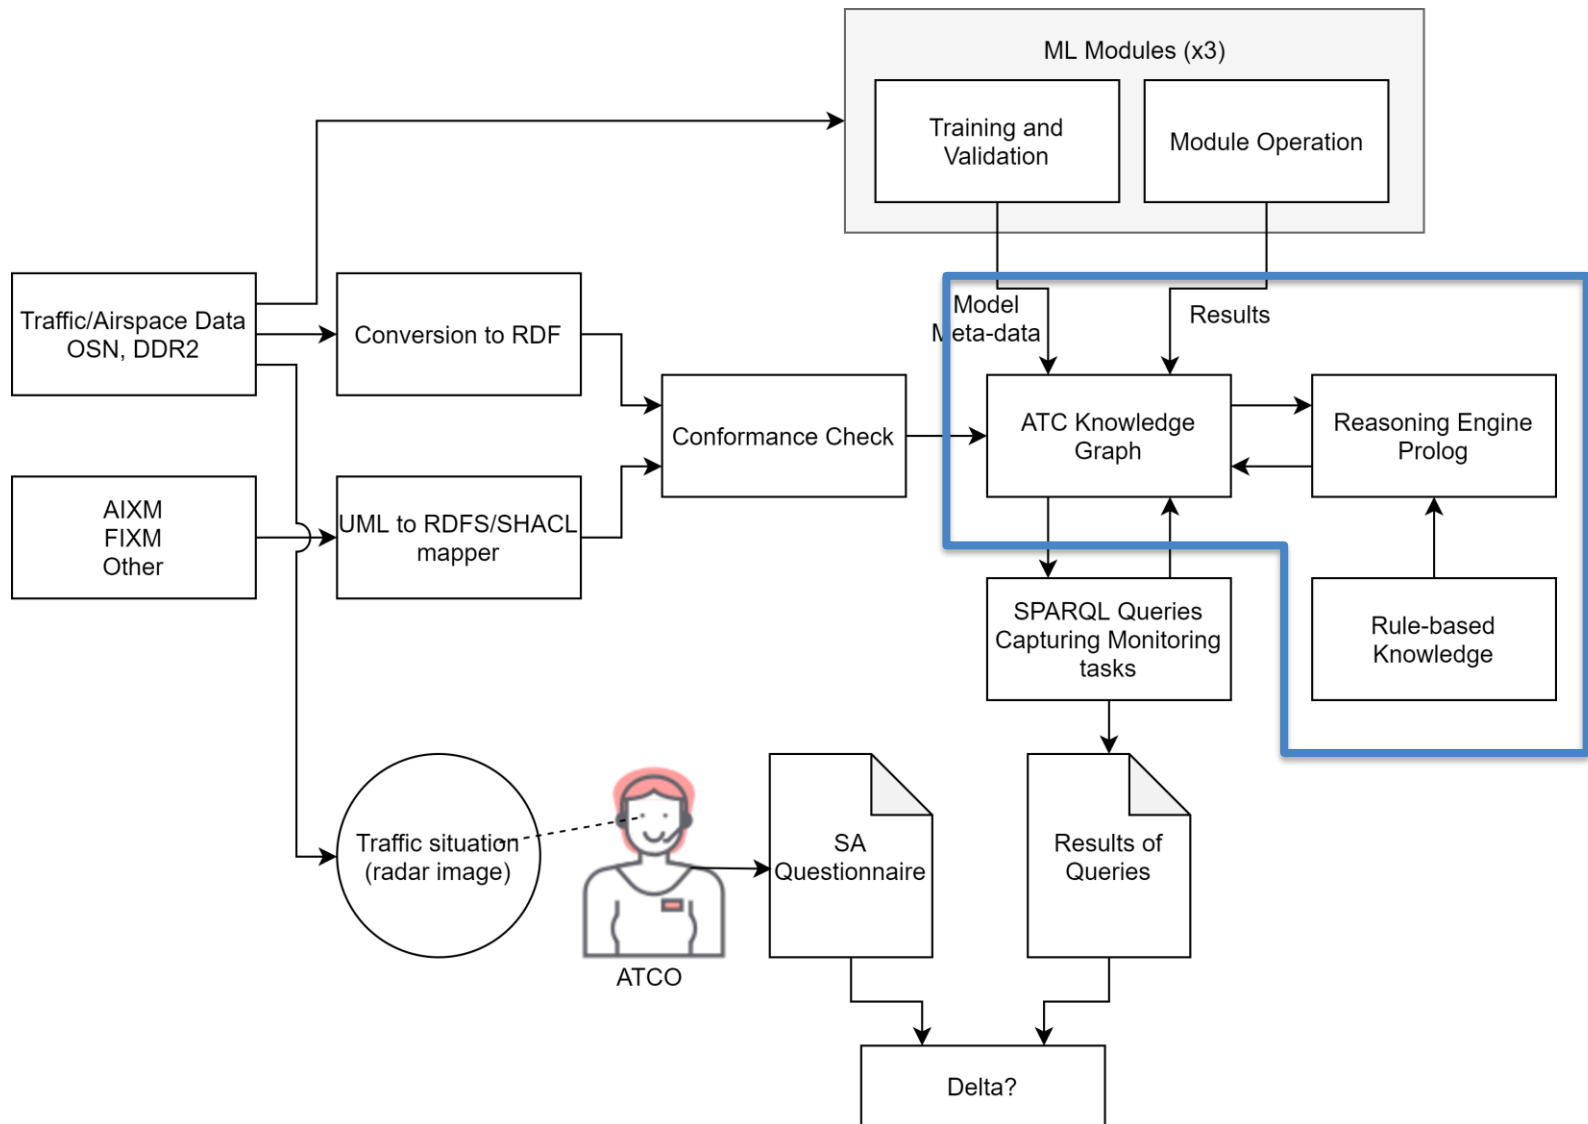 ML Modules (x3)
Training and
Validation
Module Operation
Traffic/Airspace Data
OSN, DDR2
Conversion to RDF
Model
Meta-data
Results
Conformance Check
ATC Knowledge
Graph
Reasoning Engine
Prolog
AIXM
FIXM
Other
UML to RDFS/SHACL
mapper
SPARQL Queries
Capturing Monitoring
tasks
Rule-based
Knowledge
Traffic situation
(radar image)
ATCO
SA
Questionnaire
Results of
Queries
Delta?